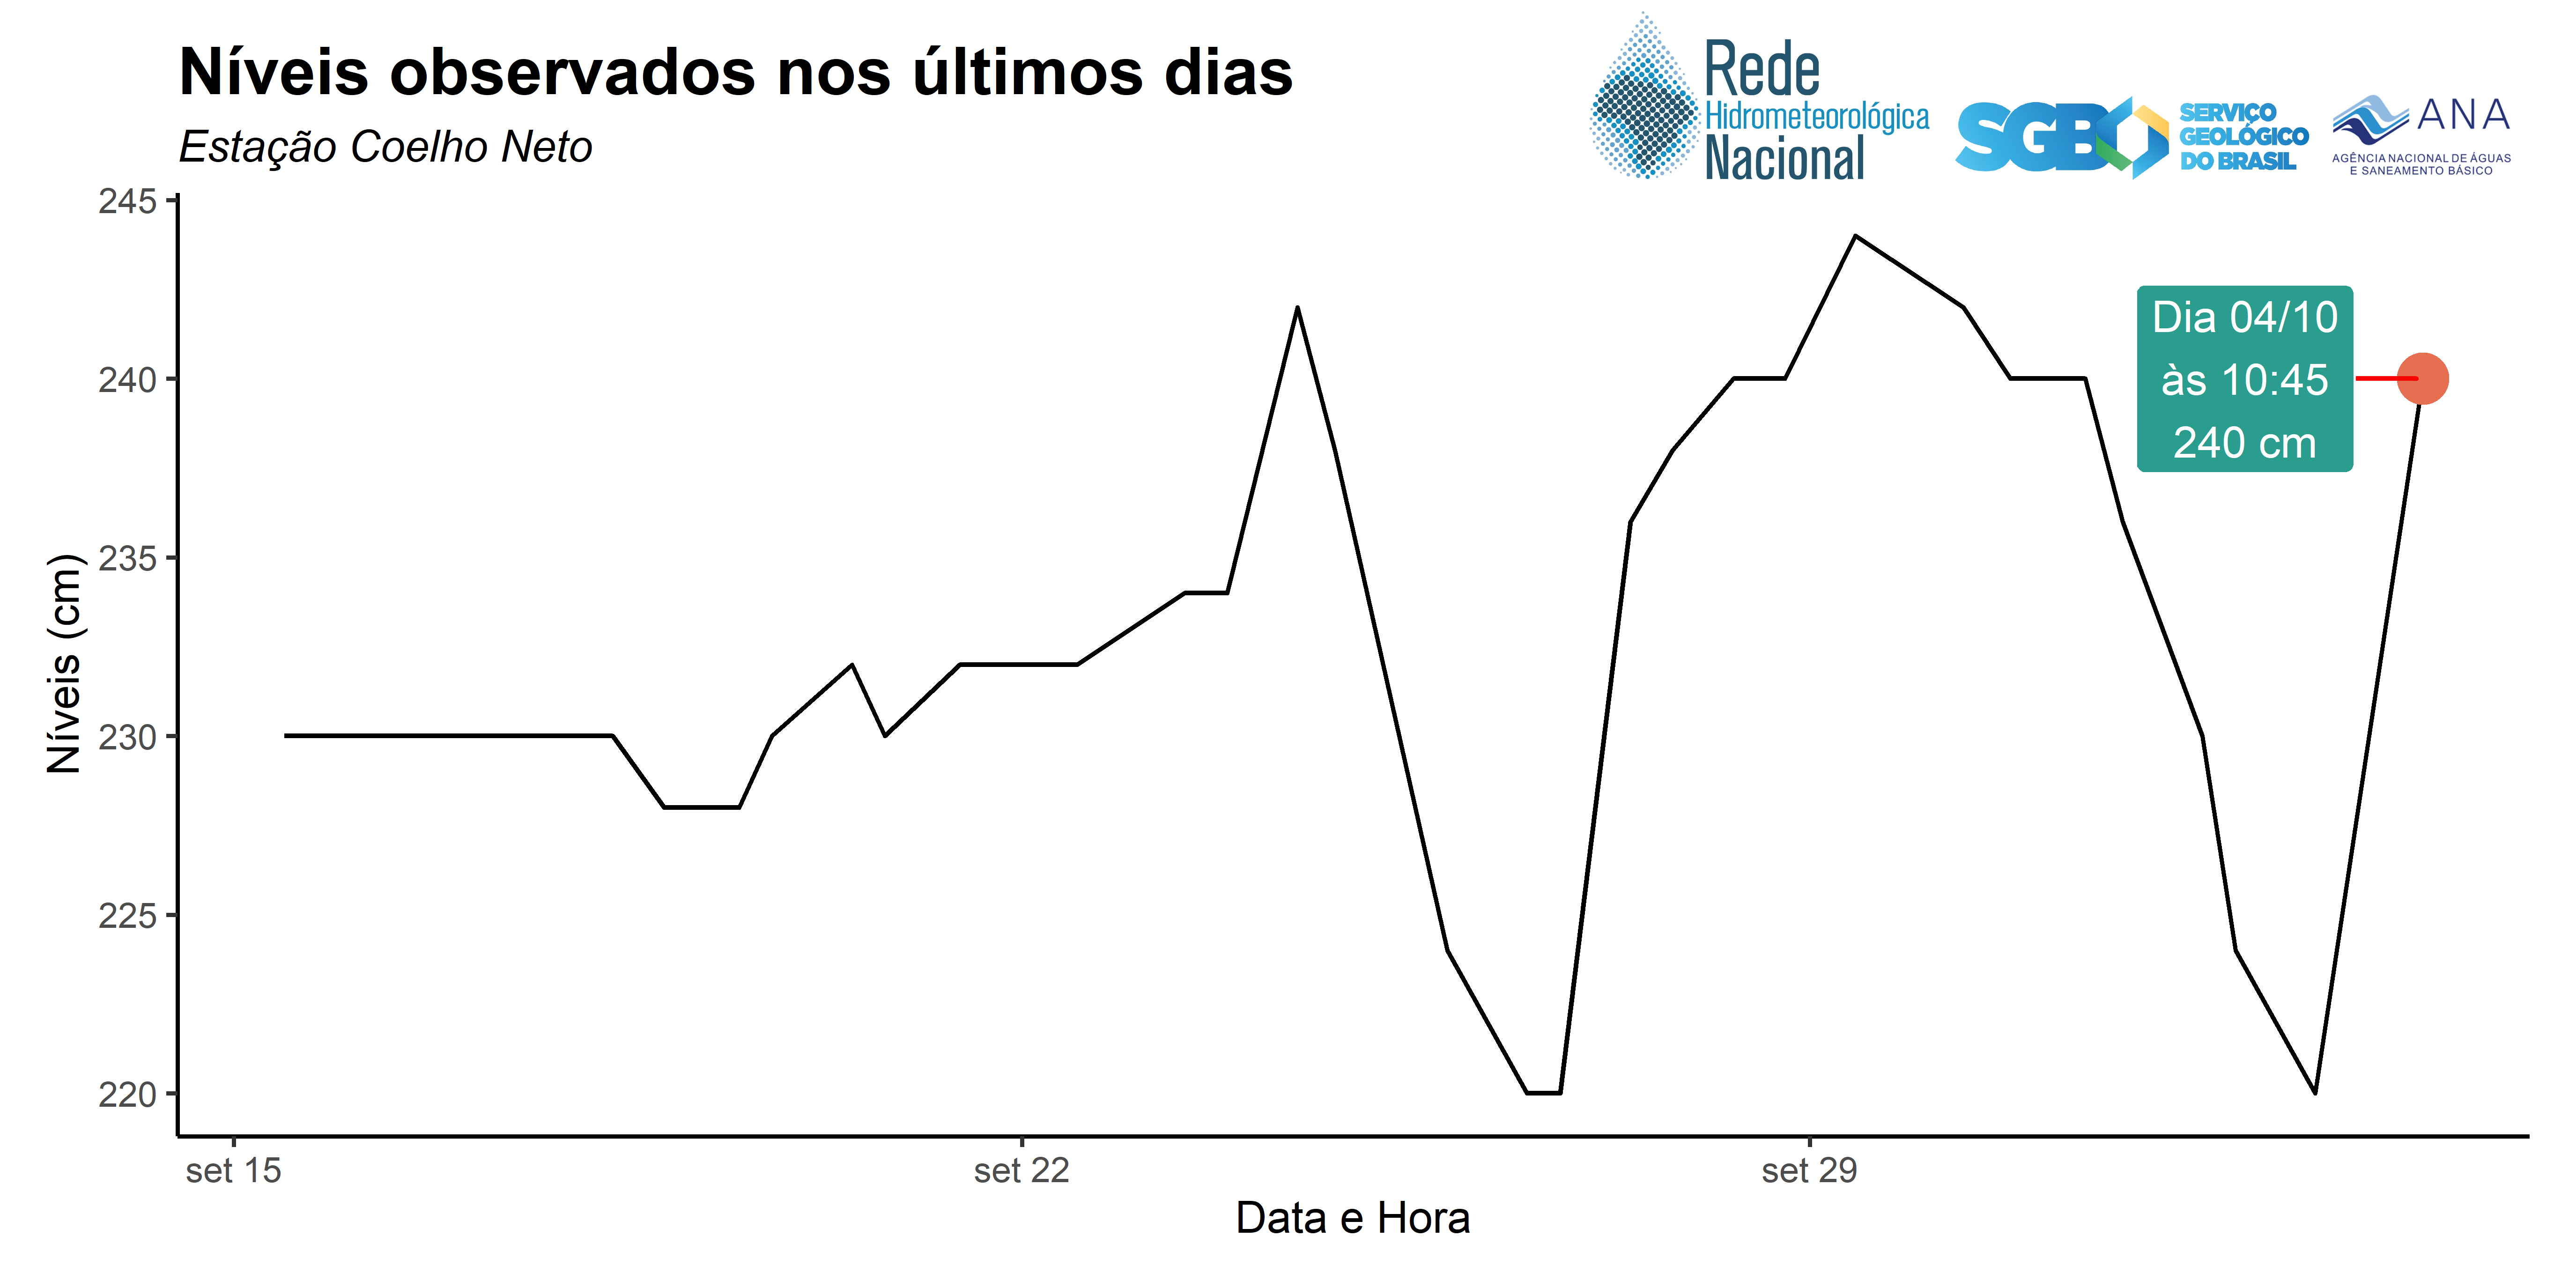 Níveis observados nos últimos dias
Estação Coelho Neto
Rede
Hidrometeorológica
Nacional
SGB
SERVIÇO
GEOLÓGICO
DO BRASIL
ANA
AGÊNCIA NACIONAL DE ÁGUAS
E SANEAMENTO BÁSICO
245
240
235
230
225
220
Níveis (cm)
Dia 04/10
às 10:45
240 cm
set 15
set 22
set 29
Data e Hora